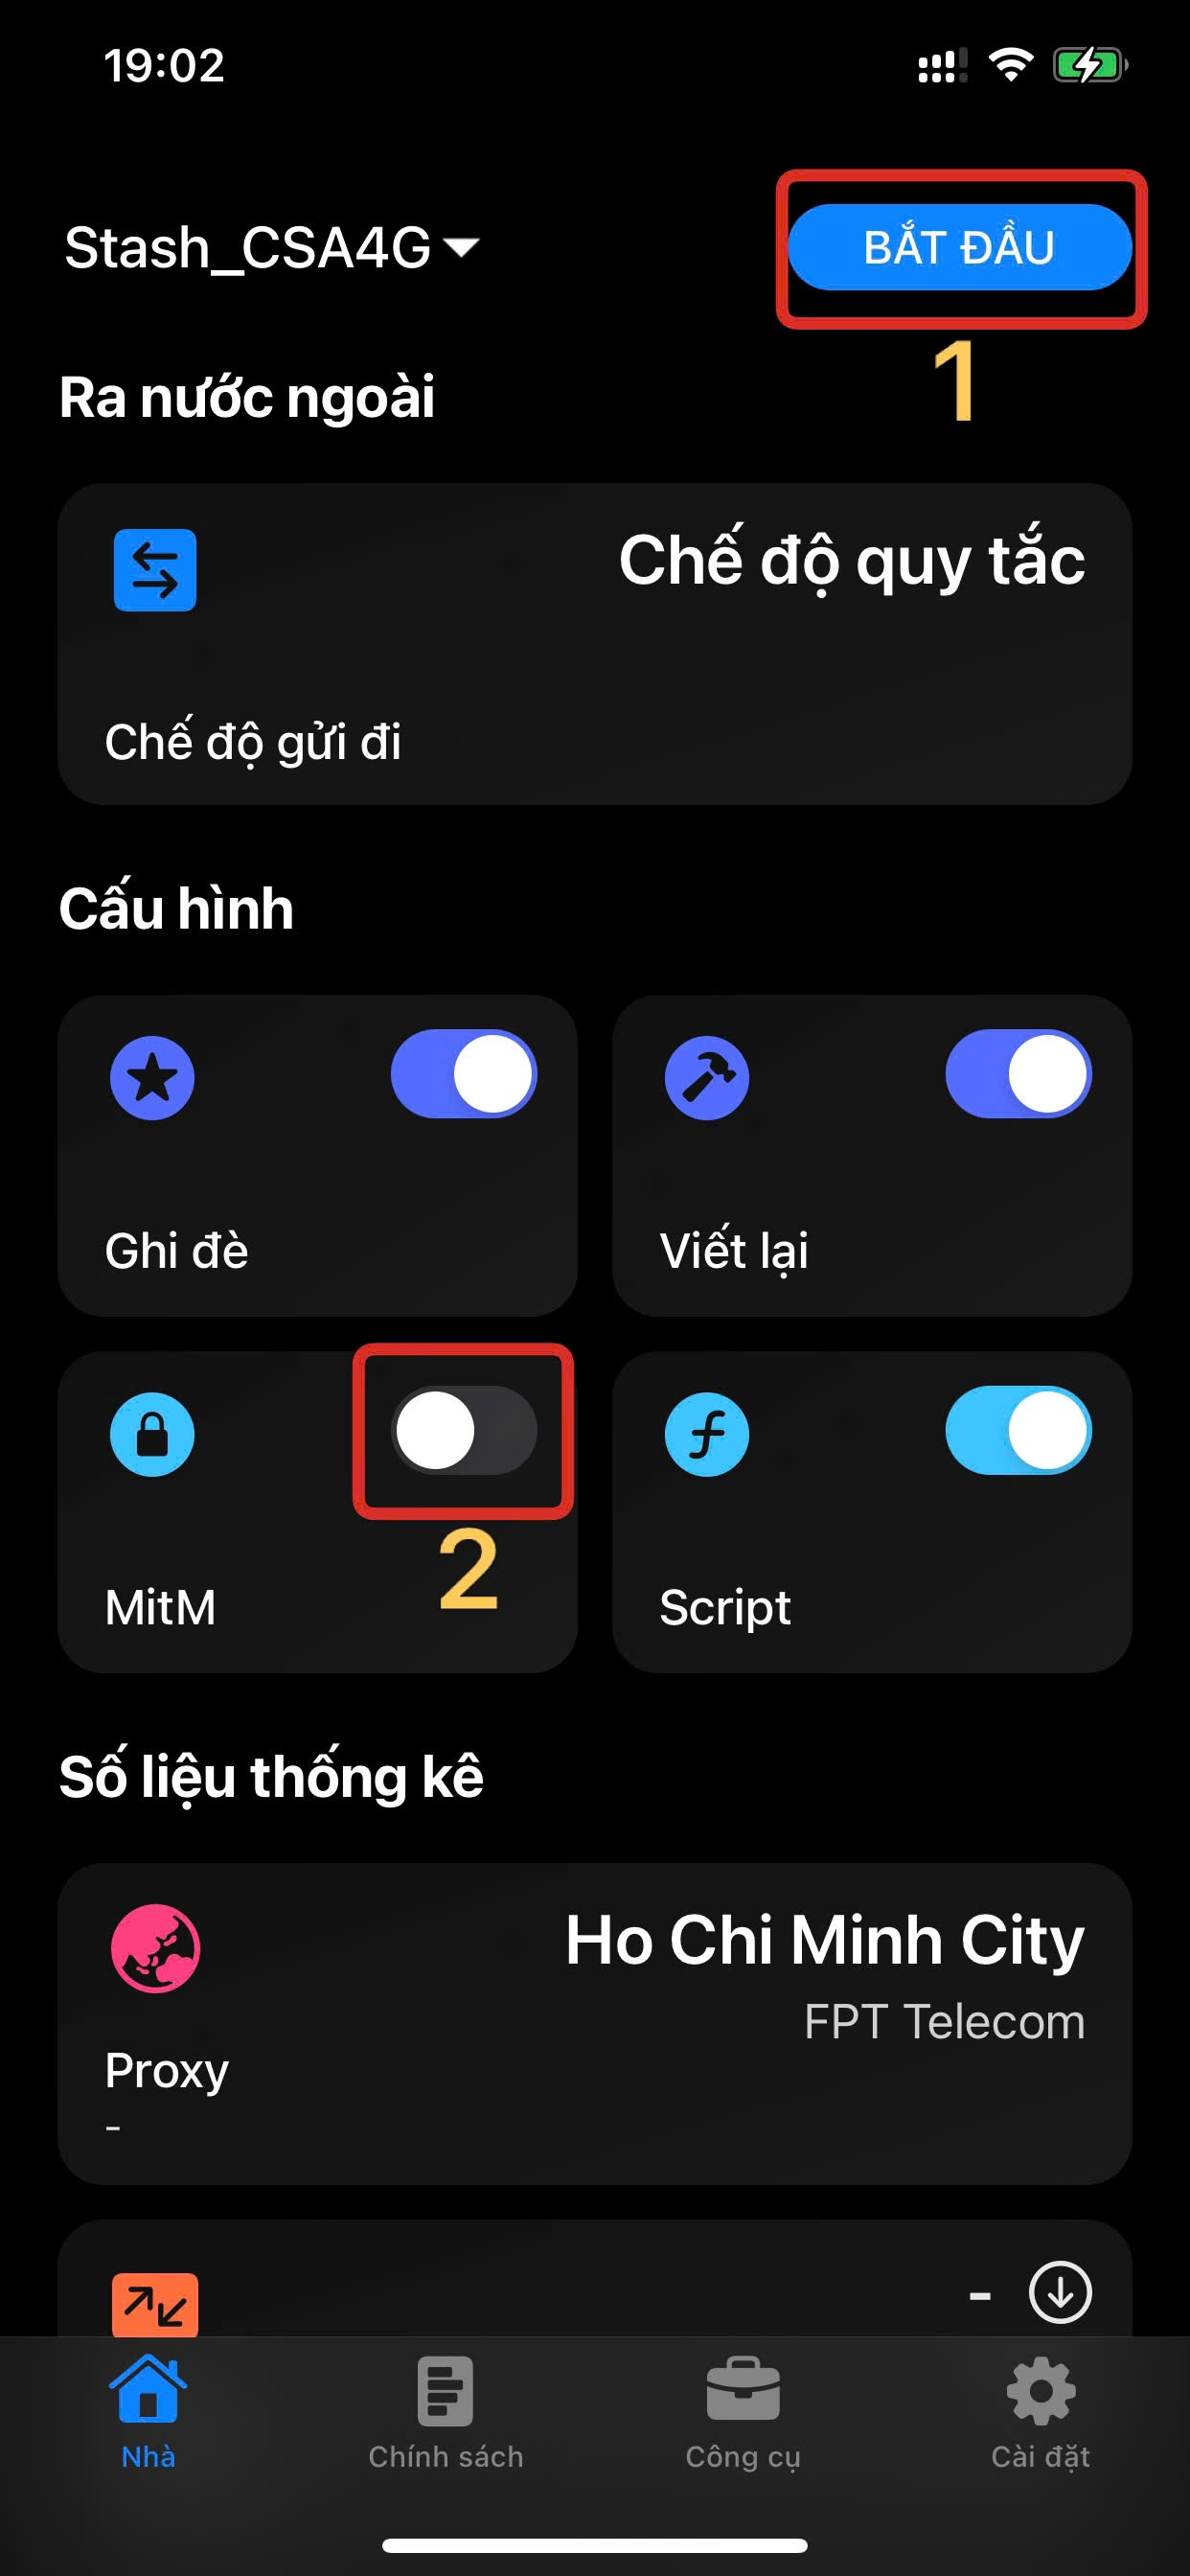 19:02
Stash_CSA4G
BẮT ĐẦU
1
Ra nước ngoài
Chế độ quy tắc
Chế độ gửi đi
Cấu hình
Ghi đè
Viết lại
2
MitM
Script
Số liệu thống kê
Ho Chi Minh City
FPT Telecom
Proxy
-
-
Nhà
Chính sách
Công cụ
Cài đặt